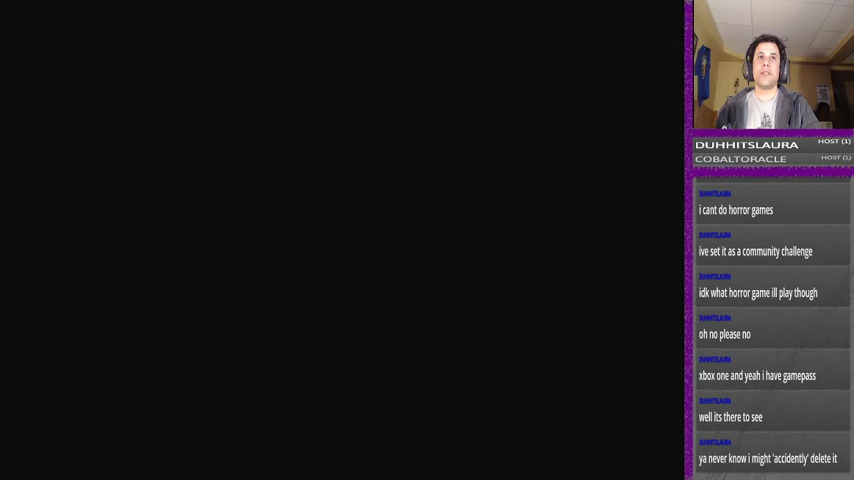 DUHHITSLAURA HOST (1)
COBALTORACLE HOST (1)
DUHHITSLAURA
i cant do horror games
DUHHITSLAURA
ive set it as a community challenge
DUHHITSLAURA
idk what horror game ill play though
DUHHITSLAURA
oh no please no
DUHHITSLAURA
xbox one and yeah i have gamepass
DUHHITSLAURA
well its there to see
DUHHITSLAURA
ya never know i might 'accidently' delete it